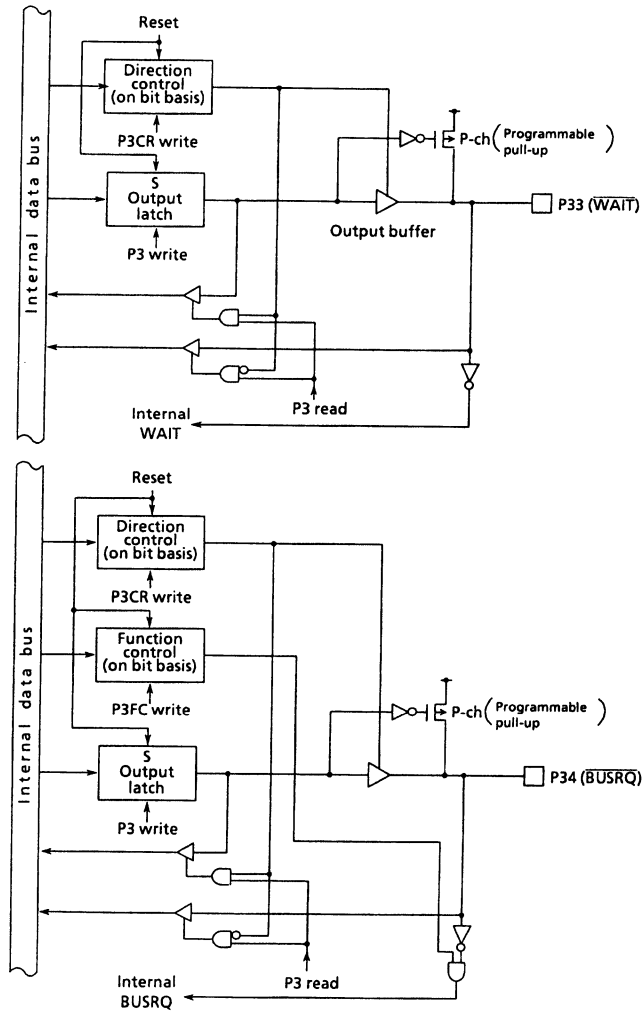 Reset
Direction
control
(on bit basis)
P3CR write
P-ch ( Programmable
pull-up )
S
Output
latch
P33 (WAIT)
Output buffer
P3 write
Internal data bus
P3 read
Internal
WAIT
Reset
Direction
control
(on bit basis)
P3CR write
Function
control
(on bit basis)
P3FC write
P-ch ( Programmable
pull-up )
S
Output
latch
P34 (BUSRQ)
P3 write
Internal data bus
P3 read
Internal
BUSRQ